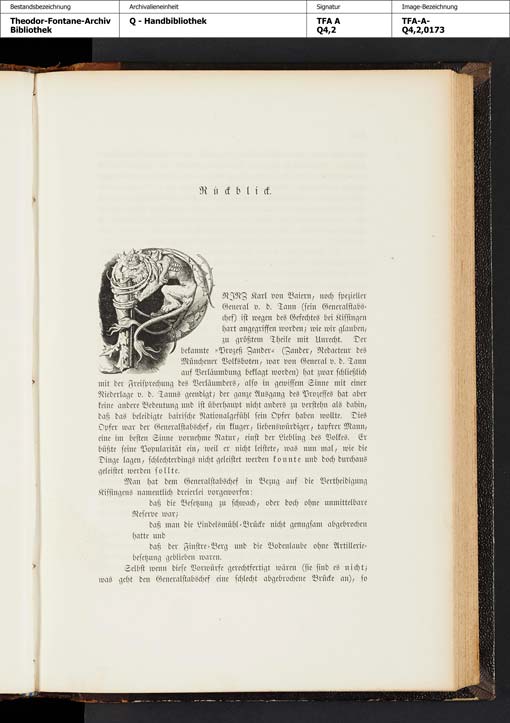 Bestandsbezeichnung Archivalieneinheit Signatur Image-Bezeichnung
Theodor-Fontane-Archiv Q - Handbibliothek TFA A TFA-A-
Bibliothek Q4,2 Q4,2,0173
Rückblick.
PRINZ Karl von Baiern, noch spezieller
General v. d. Tann (sein Generalstabs-
chef) ist wegen des Gefechtes bei Kissingen
hart angegriffen worden; wie wir glauben,
zu größtem Theile mit Unrecht. Der
bekannte »Prozeß Zander« (Zander, Redacteur des
Münchener Volksboten, war von General v. d. Tann
auf Verläumdung beklagt worden) hat zwar schließlich
mit der Freisprechung des Verläumders, also in gewissem Sinne mit einer
Niederlage v. d. Tanns geendigt; der ganze Ausgang des Prozesses hat aber
keine andere Bedeutung und ist überhaupt nicht anders zu verstehn als dahin,
daß das beleidigte bairische Nationalgefühl sein Opfer haben wollte. Dies
Opfer war der Generalstabschef, ein kluger, liebenswürdiger, tapfrer Mann,
eine im besten Sinne vornehme Natur, einst der Liebling des Volkes. Er
büßte seine Popularität ein, weil er nicht leistete, was nun mal, wie die
Dinge lagen, schlechterdings nicht geleistet werden konnte und doch durchaus
geleistet werden sollte.
Man hat dem Generalstabschef in Bezug auf die Vertheidigung
Kissingens namentlich dreierlei vorgeworfen:
daß die Besetzung zu schwach, oder doch ohne unmittelbare
Reserve war;
daß man die Lindelsmühl-Brücke nicht genugsam abgebrochen
hatte und
daß der Finstre-Berg und die Bodenlaube ohne Artillerie-
besetzung geblieben waren.
Selbst wenn diese Vorwürfe gerechtfertigt wären (sie sind es nicht;
was geht den Generalstabschef eine schlecht abgebrochene Brücke an), so